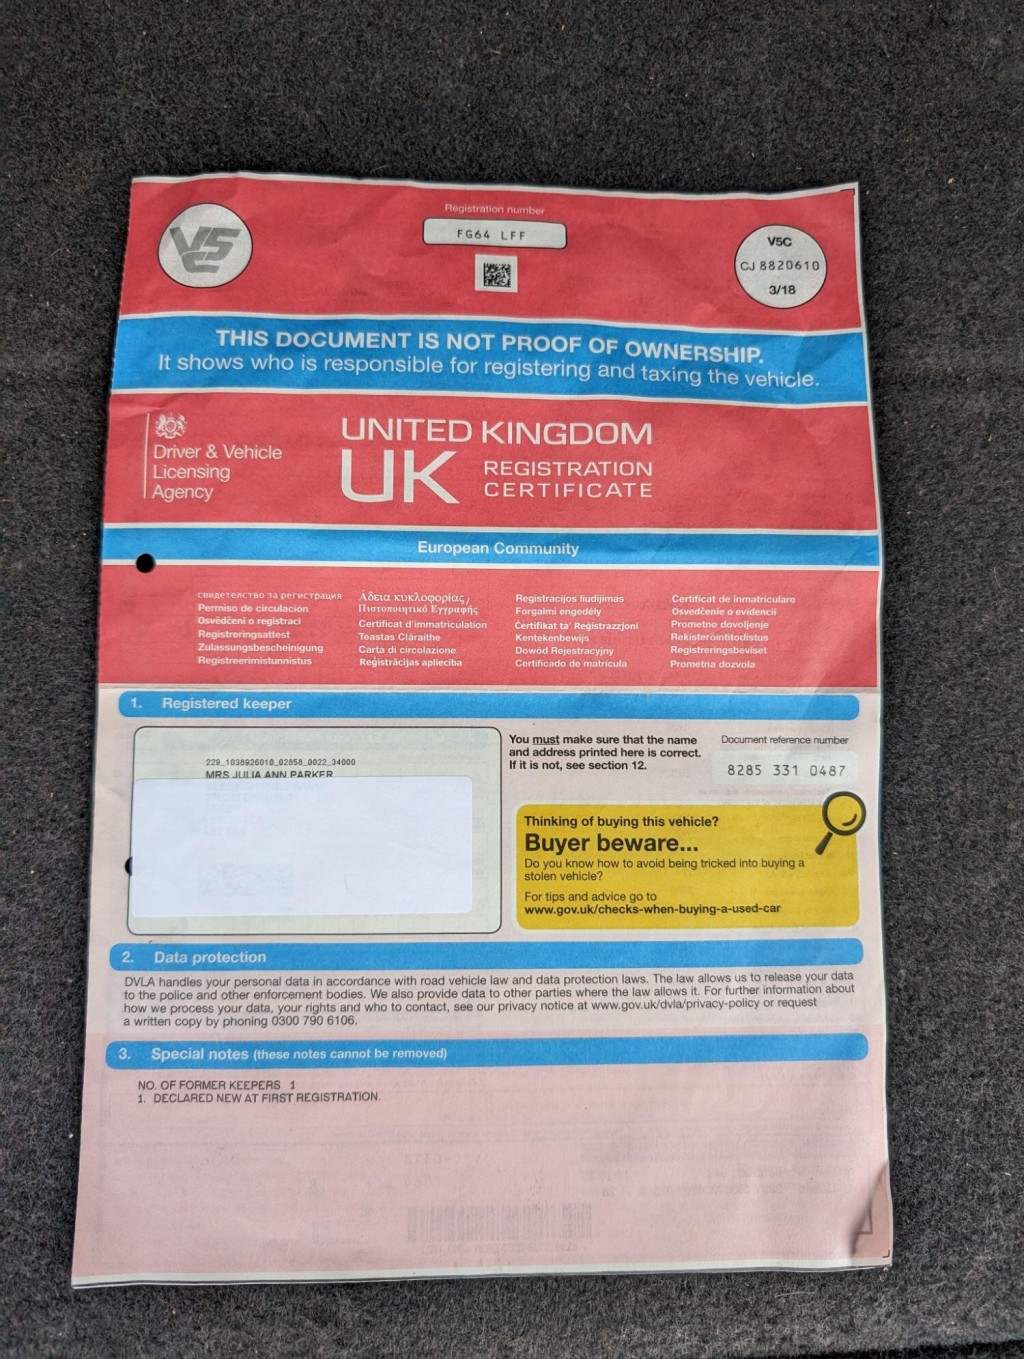 Registration number
FG64 LFF
V5C
V5C
CJ 8820610
3/18
THIS DOCUMENT IS NOT PROOF OF OWNERSHIP.
It shows who is responsible for registering and taxing the vehicle.
Driver & Vehicle
Licensing
Agency
UNITED KINGDOM
UK
REGISTRATION
CERTIFICATE
European Community
свидетелство за регистрация
Permiso de circulación
Osvědčení o registraci
Registreringsattest
Zulassungsbescheinigung
Registreerimistunnistus
Άδεια κυκλοφορίας/
Πιστοποιητικό Εγγραφής
Certificat d'immatriculation
Teastas Cláraithe
Carta di circolazione
Reģistrācijas apliecība
Registracijos liudijimas
Forgalmi engedély
Ċertifikat ta' Reġistrazzjoni
Kentekenbewijs
Dowód Rejestracyjny
Certificado de matrícula
Certificat de inmatriculare
Osvedčenie o evidencii
Prometno dovoljenje
Rekisteröintitodistus
Registreringsbeviset
Prometna dozvola
1. Registered keeper
229_1038926010_02858_0022_34000
MRS JULIA ANN PARKER
You must make sure that the name
and address printed here is correct.
If it is not, see section 12.
Document reference number
8285 331 0487
Thinking of buying this vehicle?
Buyer beware...
Do you know how to avoid being tricked into buying a
stolen vehicle?
For tips and advice go to
www.gov.uk/checks-when-buying-a-used-car
2. Data protection
DVLA handles your personal data in accordance with road vehicle law and data protection laws. The law allows us to release your data
to the police and other enforcement bodies. We also provide data to other parties where the law allows it. For further information about
how we process your data, your rights and who to contact, see our privacy notice at www.gov.uk/dvla/privacy-policy or request
a written copy by phoning 0300 790 6106.
3. Special notes (these notes cannot be removed)
NO. OF FORMER KEEPERS 1
1. DECLARED NEW AT FIRST REGISTRATION.